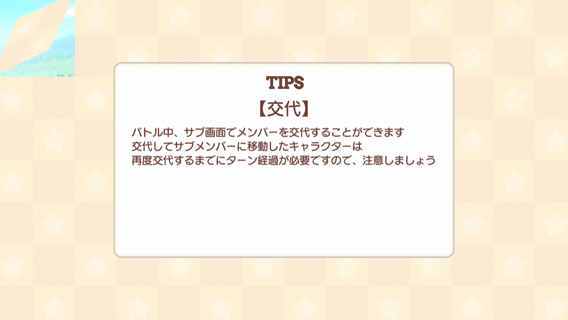 TIPS
【交代】
バトル中、サブ画面でメンバーを交代することができます
交代してサブメンバーに移動したキャラクターは
再度交代するまでにターン経過が必要ですので、注意しましょう